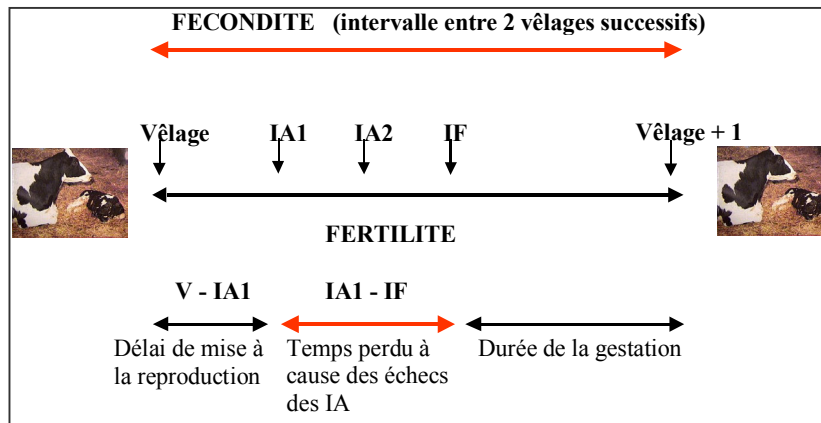 FECONDITE (intervalle entre 2 vêlages successifs)
Vêlage IA1 IA2 IF Vêlage + 1
FERTILITE
V - IA1 IA1 - IF
Délai de mise à
la reproduction
Temps perdu à
cause des échecs
des IA
Durée de la gestation